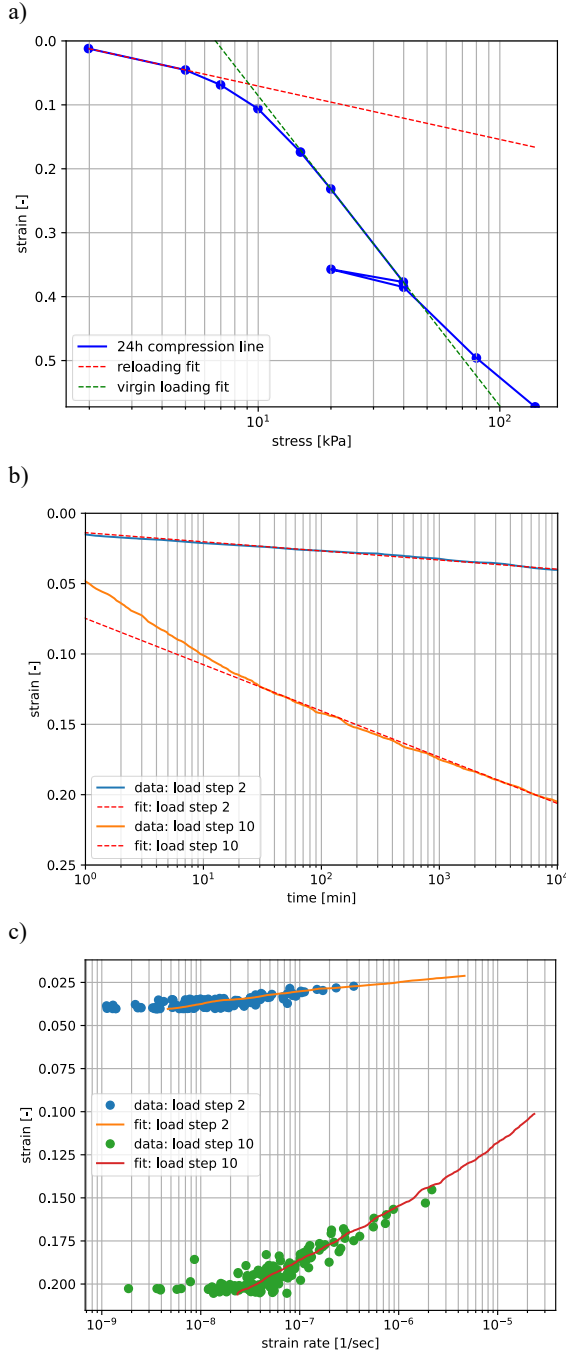 a)
0.0
0.1
0.2
0.3
0.4
0.5
strain [-]
24h compression line
reloading fit
virgin loading fit
10¹
10²
stress [kPa]
b)
0.00
0.05
0.10
0.15
0.20
0.25
strain [-]
data: load step 2
fit: load step 2
data: load step 10
fit: load step 10
10⁰
10¹
10²
10³
10⁴
time [min]
c)
0.025
0.050
0.075
0.100
0.125
0.150
0.175
0.200
strain [-]
data: load step 2
fit: load step 2
data: load step 10
fit: load step 10
10⁻⁹
10⁻⁸
10⁻⁷
10⁻⁶
10⁻⁵
strain rate [1/sec]